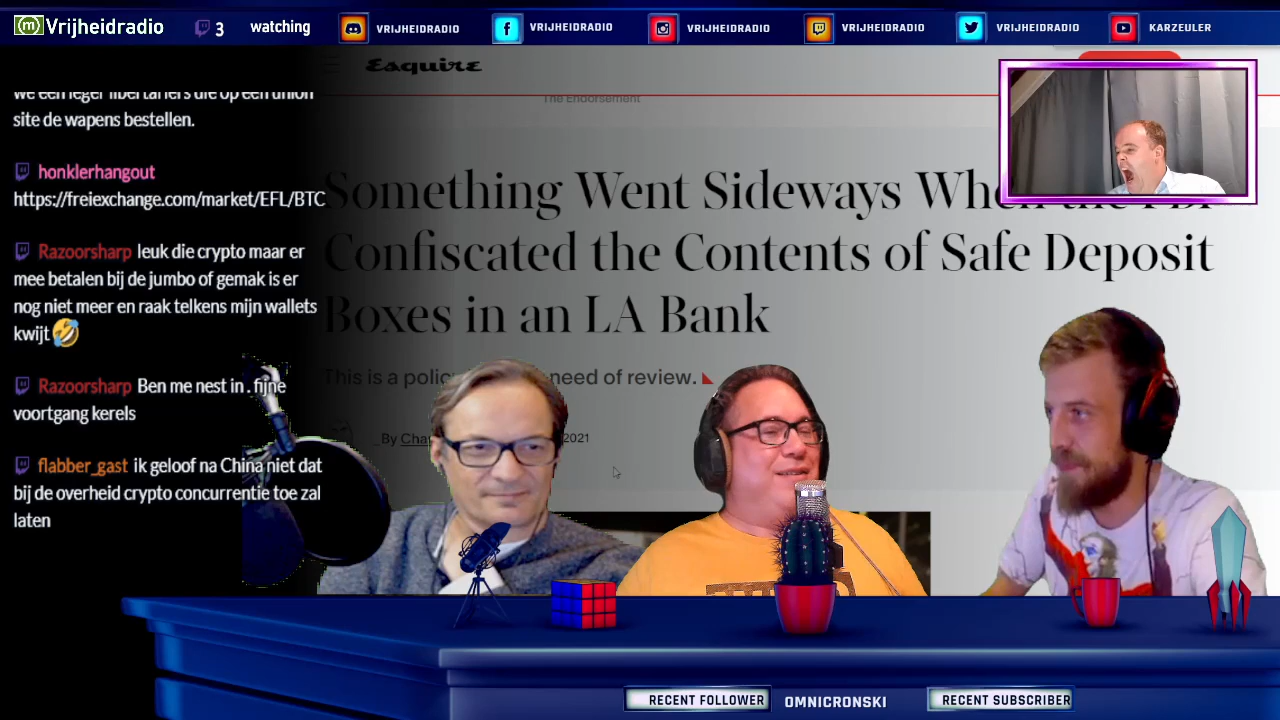 Vrijheidradio
3
watching
VRIJHEIDRADIO
VRIJHEIDRADIO
VRIJHEIDRADIO
VRIJHEIDRADIO
VRIJHEIDRADIO
KARZEULER
Esquire
The Endorsement
we een leger libertariers die op een union
site de wapens bestellen.
honklerhangout
https://freiexchange.com/market/EFL/BTC
Razoorsharp leuk die crypto maar er
mee betalen bij de jumbo of gemak is er
nog niet meer en raak telkens mijn wallets
kwijt🤣
Razoorsharp Ben me nest in . fijne
voortgang kerels
flabber_gast ik geloof na China niet dat
bij de overheid crypto concurrentie toe zal
laten
Something Went Sideways When the FBI
Confiscated the Contents of Safe Deposit
Boxes in an LA Bank
This is a need of review.
By 2021
RECENT FOLLOWER
OMNICRONSKI
RECENT SUBSCRIBER